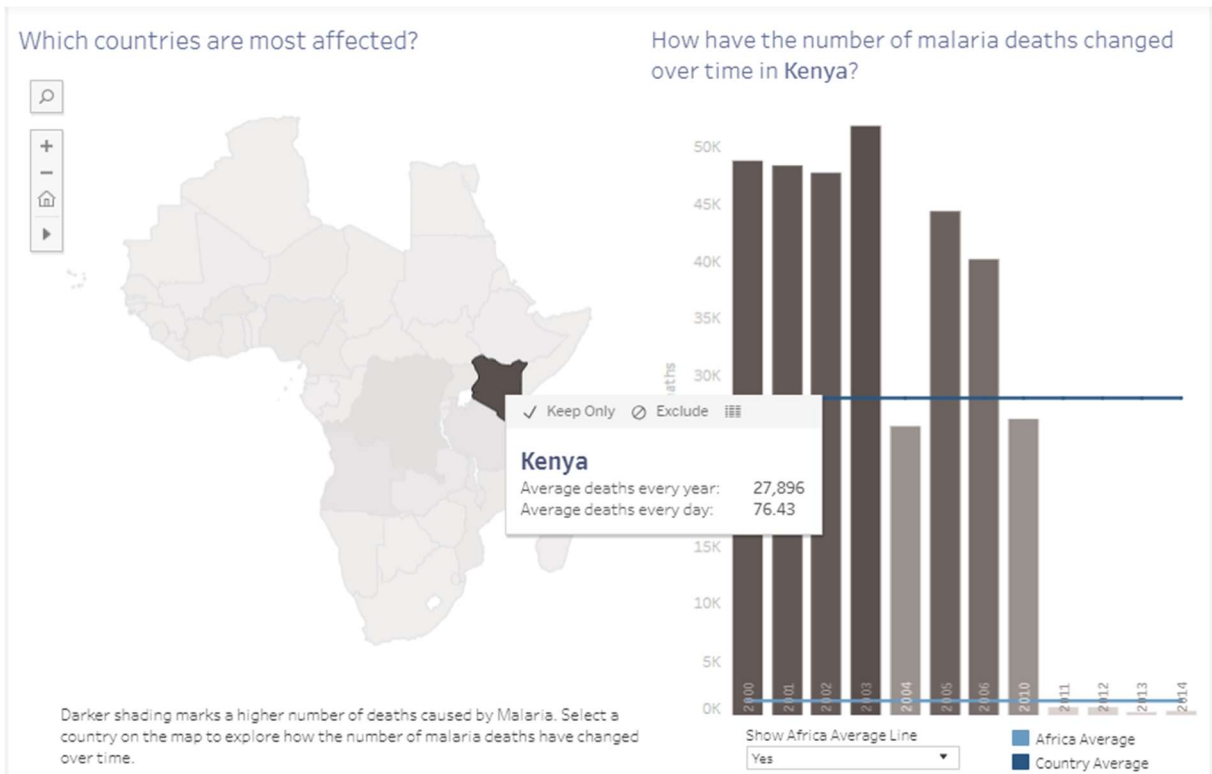 Which countries are most affected?
How have the number of malaria deaths changed
over time in Kenya?
50K
45K
40K
35K
30K
aths
Keep Only Exclude
Kenya
Average deaths every year: 27,896
Average deaths every day: 76.43
15K
10K
5K
0K
2000 2001 2002 2003 2004 2005 2006 2010 2011 2012 2013 2014
Darker shading marks a higher number of deaths caused by Malaria. Select a
country on the map to explore how the number of malaria deaths have changed
over time.
Show Africa Average Line
Yes
Africa Average
Country Average